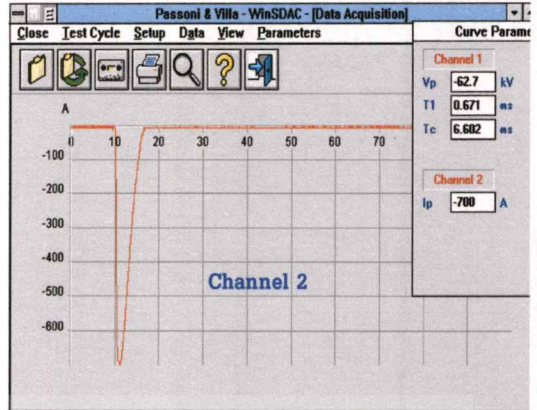 Passoni & Villa - WinSDAC - [Data Acquisition]
Close Test Cycle Setup Data View Parameters
Curve Parame
Channel 1
Vp -62.7 kV
T1 0.671 ms
Tc 6.602 ms
Channel 2
Ip -700 A
A
0 10 20 30 40 50 60 70
-100
-200
-300
-400
-500
-600
Channel 2